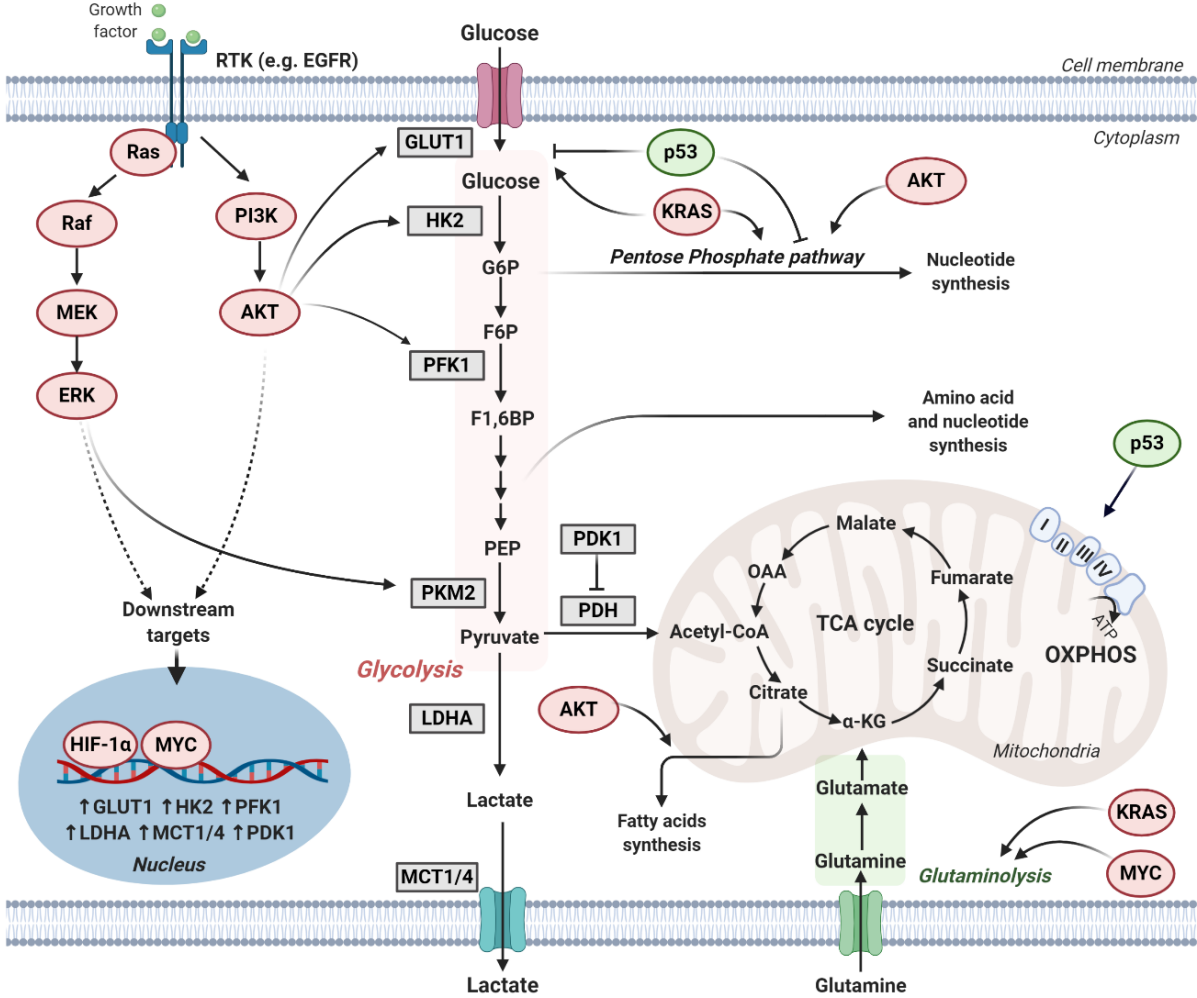 Growth
factor
RTK (e.g. EGFR)
Glucose
Cell membrane
Cytoplasm
Ras
GLUT1
p53
AKT
Raf
PI3K
HK2
Glucose
KRAS
Pentose Phosphate pathway
G6P
Nucleotide
synthesis
MEK
AKT
F6P
PFK1
ERK
F1,6BP
Amino acid
and nucleotide
synthesis
p53
PEP
PDK1
PDH
PKM2
Pyruvate
Glycolysis
Malate
OAA
Fumarate
Acetyl-CoA
TCA cycle
Citrate
Succinate
α-KG
I
II
III
IV
ATP
OXPHOS
Mitochondria
Downstream
targets
HIF-1α
MYC
↑GLUT1 ↑HK2 ↑PFK1
↑LDHA ↑MCT1/4 ↑PDK1
Nucleus
LDHA
AKT
Lactate
Fatty acids
synthesis
Glutamate
Glutamine
Glutaminolysis
KRAS
MYC
MCT1/4
Lactate
Glutamine